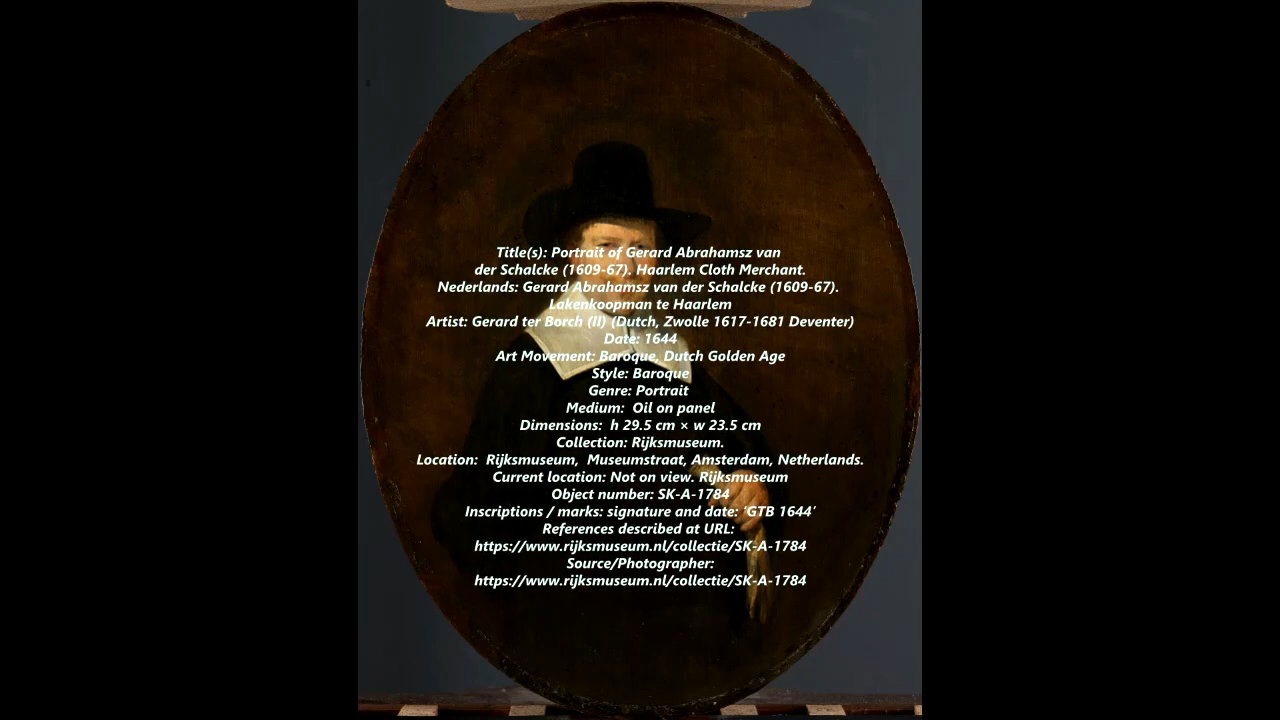 Title(s): Portrait of Gerard Abrahamsz van
der Schalcke (1609-67). Haarlem Cloth Merchant.
Nederlands: Gerard Abrahamsz van der Schalcke (1609-67).
Lakenkoopman te Haarlem
Artist: Gerard ter Borch (II) (Dutch, Zwolle 1617-1681 Deventer)
Date: 1644
Art Movement: Baroque, Dutch Golden Age
Style: Baroque
Genre: Portrait
Medium:  Oil on panel
Dimensions:  h 29.5 cm × w 23.5 cm
Collection: Rijksmuseum.
Location:  Rijksmuseum,  Museumstraat, Amsterdam, Netherlands.
Current location: Not on view. Rijksmuseum
Object number: SK-A-1784
Inscriptions / marks: signature and date: ‘GTB 1644’
References described at URL:
https://www.rijksmuseum.nl/collectie/SK-A-1784
Source/Photographer:
https://www.rijksmuseum.nl/collectie/SK-A-1784